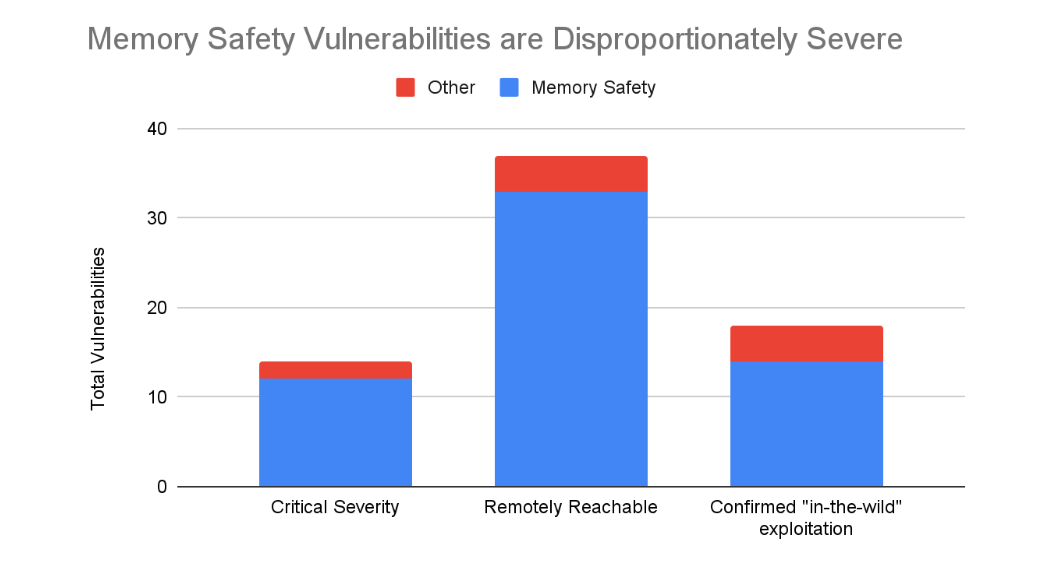 Memory Safety Vulnerabilities are Disproportionately Severe
Other
Memory Safety
40
30
20
10
0
Total Vulnerabilities
Critical Severity
Remotely Reachable
Confirmed "in-the-wild"
exploitation